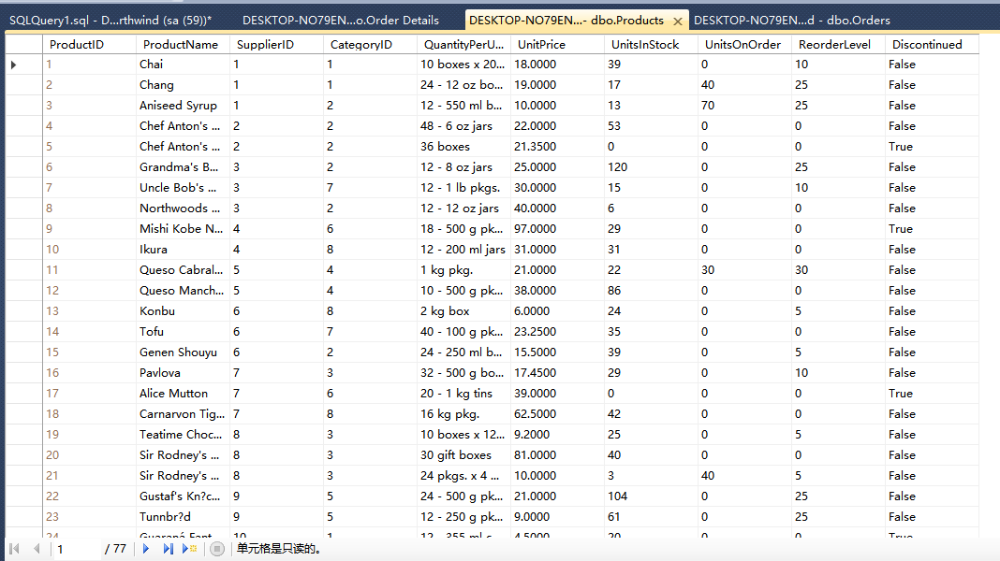 SQLQuery1.sql - D...rthwind (sa (59))* DESKTOP-NO79EN...o.Order Details DESKTOP-NO79EN...- dbo.Products DESKTOP-NO79EN...d - dbo.Orders
ProductID ProductName SupplierID CategoryID QuantityPerU... UnitPrice UnitsInStock UnitsOnOrder ReorderLevel Discontinued
1 Chai 1 1 10 boxes x 20... 18.0000 39 0 10 False
2 Chang 1 1 24 - 12 oz bo... 19.0000 17 40 25 False
3 Aniseed Syrup 1 2 12 - 550 ml b... 10.0000 13 70 25 False
4 Chef Anton's ... 2 2 48 - 6 oz jars 22.0000 53 0 0 False
5 Chef Anton's ... 2 2 36 boxes 21.3500 0 0 0 True
6 Grandma's B... 3 2 12 - 8 oz jars 25.0000 120 0 25 False
7 Uncle Bob's ... 3 7 12 - 1 lb pkgs. 30.0000 15 0 10 False
8 Northwoods ... 3 2 12 - 12 oz jars 40.0000 6 0 0 False
9 Mishi Kobe N... 4 6 18 - 500 g pk... 97.0000 29 0 0 True
10 Ikura 4 8 12 - 200 ml jars 31.0000 31 0 0 False
11 Queso Cabral... 5 4 1 kg pkg. 21.0000 22 30 30 False
12 Queso Manch... 5 4 10 - 500 g pk... 38.0000 86 0 0 False
13 Konbu 6 8 2 kg box 6.0000 24 0 5 False
14 Tofu 6 7 40 - 100 g pk... 23.2500 35 0 0 False
15 Genen Shouyu 6 2 24 - 250 ml b... 15.5000 39 0 5 False
16 Pavlova 7 3 32 - 500 g bo... 17.4500 29 0 10 False
17 Alice Mutton 7 6 20 - 1 kg tins 39.0000 0 0 0 True
18 Carnarvon Tig... 7 8 16 kg pkg. 62.5000 42 0 0 False
19 Teatime Choc... 8 3 10 boxes x 12... 9.2000 25 0 5 False
20 Sir Rodney's ... 8 3 30 gift boxes 81.0000 40 0 0 False
21 Sir Rodney's ... 8 3 24 pkgs. x 4 ... 10.0000 3 40 5 False
22 Gustaf's Kn?c... 9 5 24 - 500 g pk... 21.0000 104 0 25 False
23 Tunnbr?d 9 5 12 - 250 g pk... 9.0000 61 0 25 False
24 Guaraná Fant... 10 1 12 - 355 ml c... 4.5000 20 0 0 True
1 / 77 单元格是只读的。